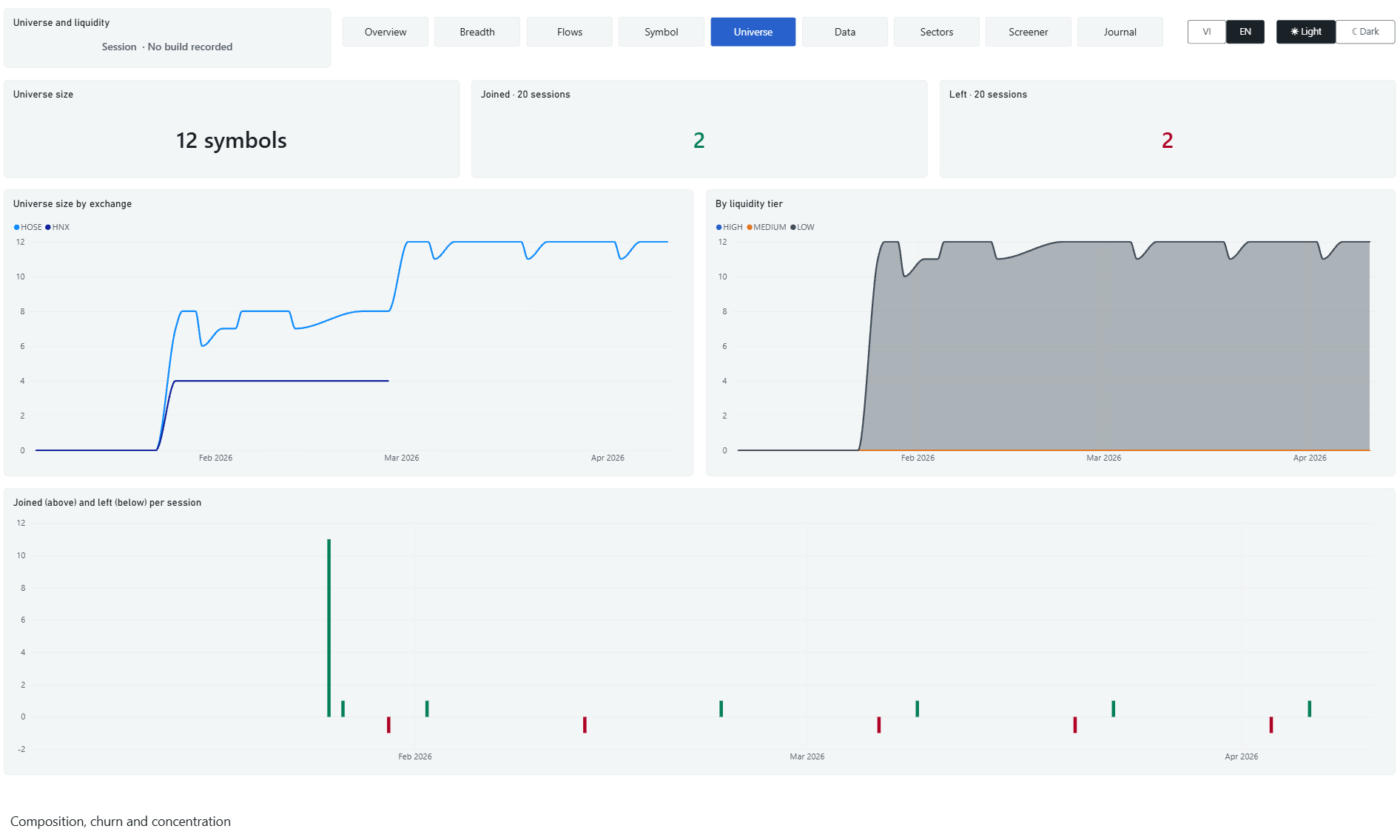 Universe and liquidity
Session · No build recorded
Overview
Breadth
Flows
Symbol
Universe
Data
Sectors
Screener
Journal
VI
EN
☀ Light
☾ Dark
Universe size
12 symbols
Joined · 20 sessions
2
Left · 20 sessions
2
Universe size by exchange
HOSE HNX
12
10
8
6
4
2
0
Feb 2026
Mar 2026
Apr 2026
By liquidity tier
HIGH MEDIUM LOW
12
10
8
6
4
2
0
Feb 2026
Mar 2026
Apr 2026
Joined (above) and left (below) per session
12
10
8
6
4
2
0
-2
Feb 2026
Mar 2026
Apr 2026
Composition, churn and concentration